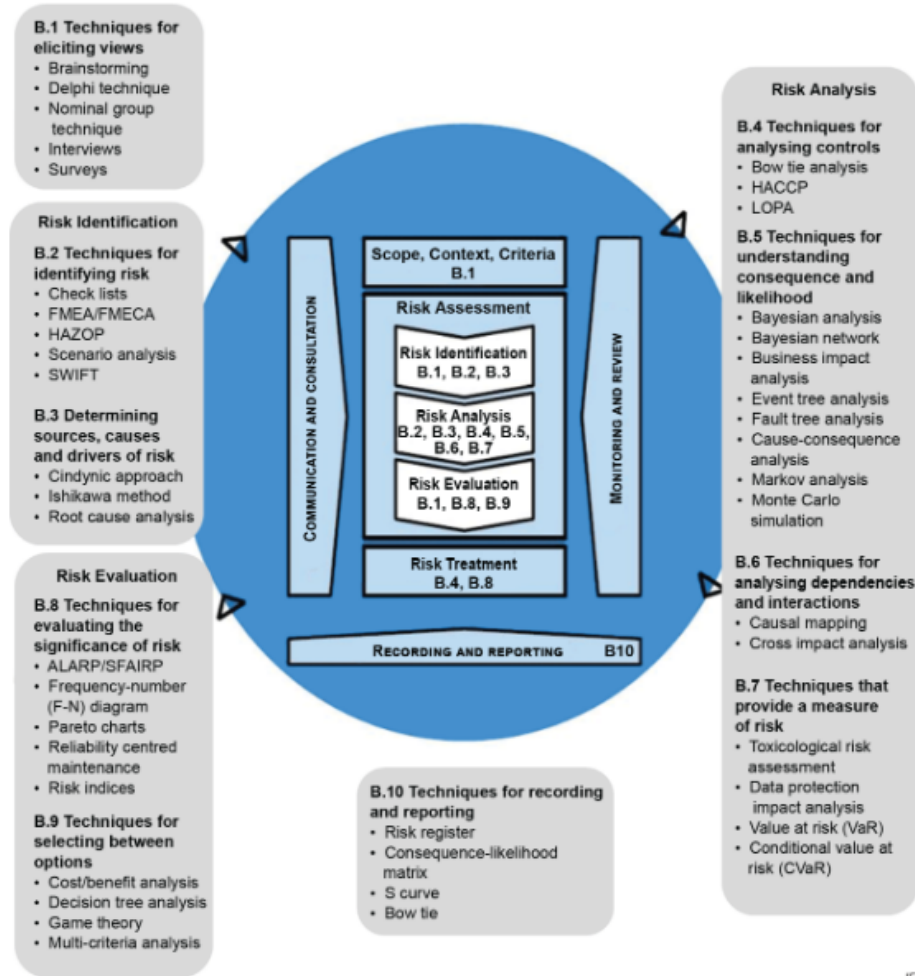 B.1 Techniques for
eliciting views
• Brainstorming
• Delphi technique
• Nominal group
technique
• Interviews
• Surveys
Risk Identification
B.2 Techniques for
identifying risk
• Check lists
• FMEA/FMECA
• HAZOP
• Scenario analysis
• SWIFT
B.3 Determining
sources, causes
and drivers of risk
• Cindynic approach
• Ishikawa method
• Root cause analysis
Risk Evaluation
B.8 Techniques for
evaluating the
significance of risk
• ALARP/SFAIRP
• Frequency-number
(F-N) diagram
• Pareto charts
• Reliability centred
maintenance
• Risk indices
B.9 Techniques for
selecting between
options
• Cost/benefit analysis
• Decision tree analysis
• Game theory
• Multi-criteria analysis
COMMUNICATION AND CONSULTATION
Scope, Context, Criteria
B.1
Risk Assessment
Risk Identification
B.1, B.2, B.3
Risk Analysis
B.2, B.3, B.4, B.5,
B.6, B.7
Risk Evaluation
B.1, B.8, B.9
Risk Treatment
B.4, B.8
MONITORING AND REVIEW
RECORDING AND REPORTING B10
B.10 Techniques for recording
and reporting
• Risk register
• Consequence-likelihood
matrix
• S curve
• Bow tie
Risk Analysis
B.4 Techniques for
analysing controls
• Bow tie analysis
• HACCP
• LOPA
B.5 Techniques for
understanding
consequence and
likelihood
• Bayesian analysis
• Bayesian network
• Business impact
analysis
• Event tree analysis
• Fault tree analysis
• Cause-consequence
analysis
• Markov analysis
• Monte Carlo
simulation
B.6 Techniques for
analysing dependencies
and interactions
• Causal mapping
• Cross impact analysis
B.7 Techniques that
provide a measure
of risk
• Toxicological risk
assessment
• Data protection
impact analysis
• Value at risk (VaR)
• Conditional value at
risk (CVaR)